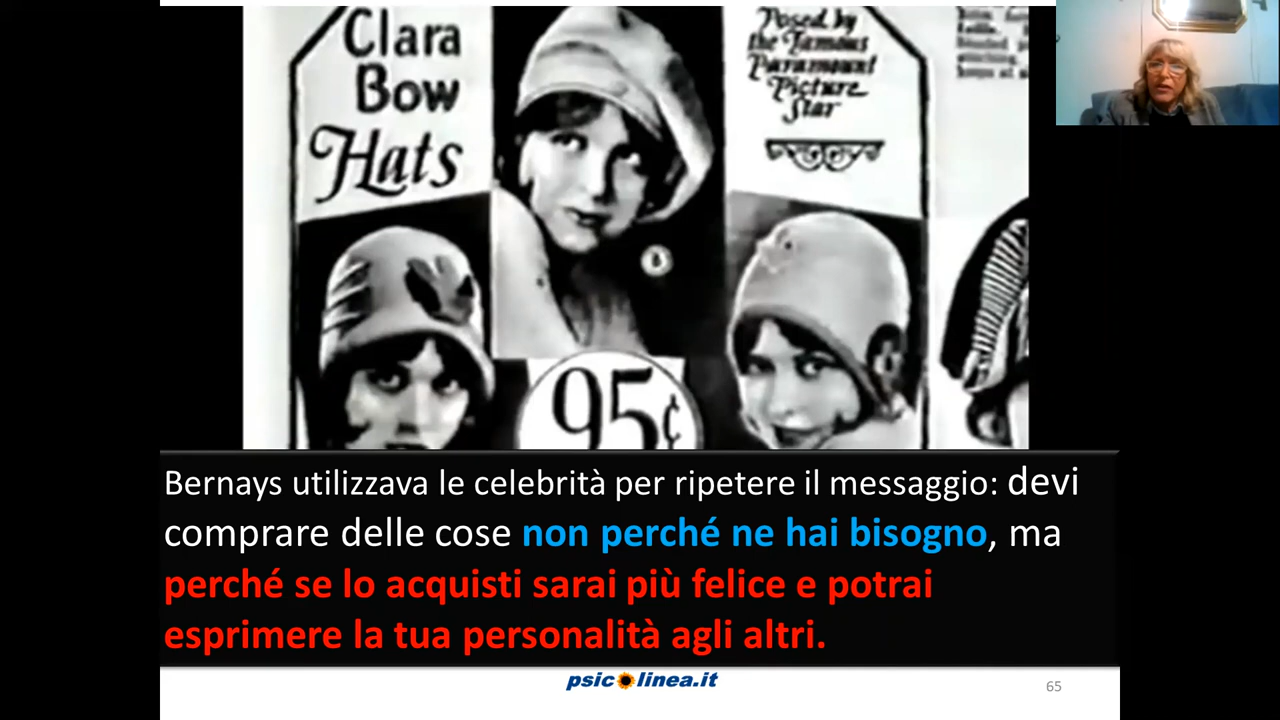 Clara
Bow
Hats
Posed by
the Famous
Paramount
Picture
Star
95¢
Bernays utilizzava le celebrità per ripetere il messaggio: devi
comprare delle cose non perché ne hai bisogno, ma
perché se lo acquisti sarai più felice e potrai
esprimere la tua personalità agli altri.
psicolinea.it
65